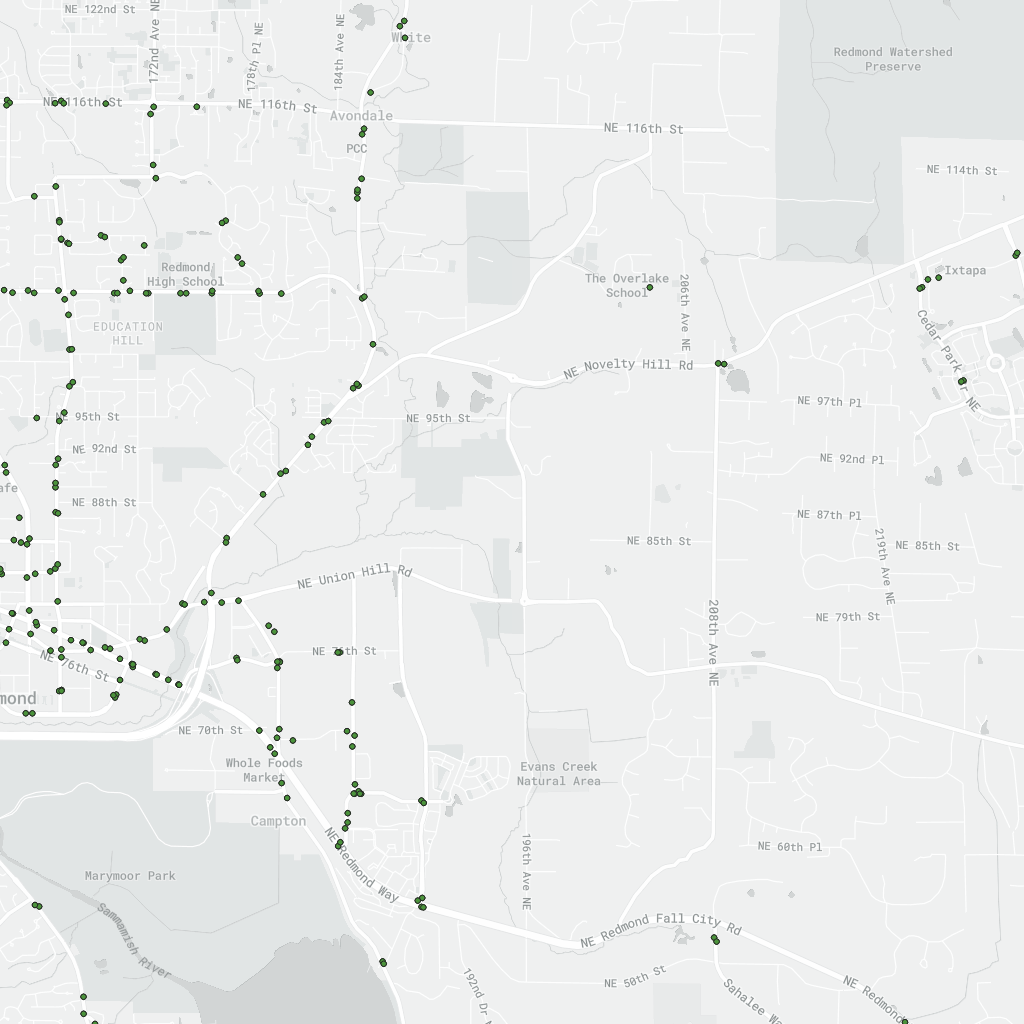 NE 122nd St
172nd Ave NE
178th Pl NE
184th Ave NE
White
Redmond Watershed
Preserve
NE 116th St
NE 116th St
Avondale
NE 116th St
PCC
NE 114th St
Redmond
High School
The Overlake
School
206th Ave NE
Ixtapa
EDUCATION
HILL
Cedar Park Dr NE
NE Novelty Hill Rd
NE 95th St
NE 95th St
NE 97th Pl
NE 92nd St
NE 92nd Pl
afe
NE 88th St
NE 87th Pl
219th Ave NE
NE 85th St
NE 85th St
NE Union Hill Rd
NE 79th St
208th Ave NE
NE 76th St
NE 76th St
mond
NE 70th St
Whole Foods
Market
Evans Creek
Natural Area
Campton
NE Redmond Way
196th Ave NE
NE 60th Pl
Marymoor Park
Sammamish River
NE Redmond Fall City Rd
192nd Dr
NE 50th St
Sahalee
NE Redmond